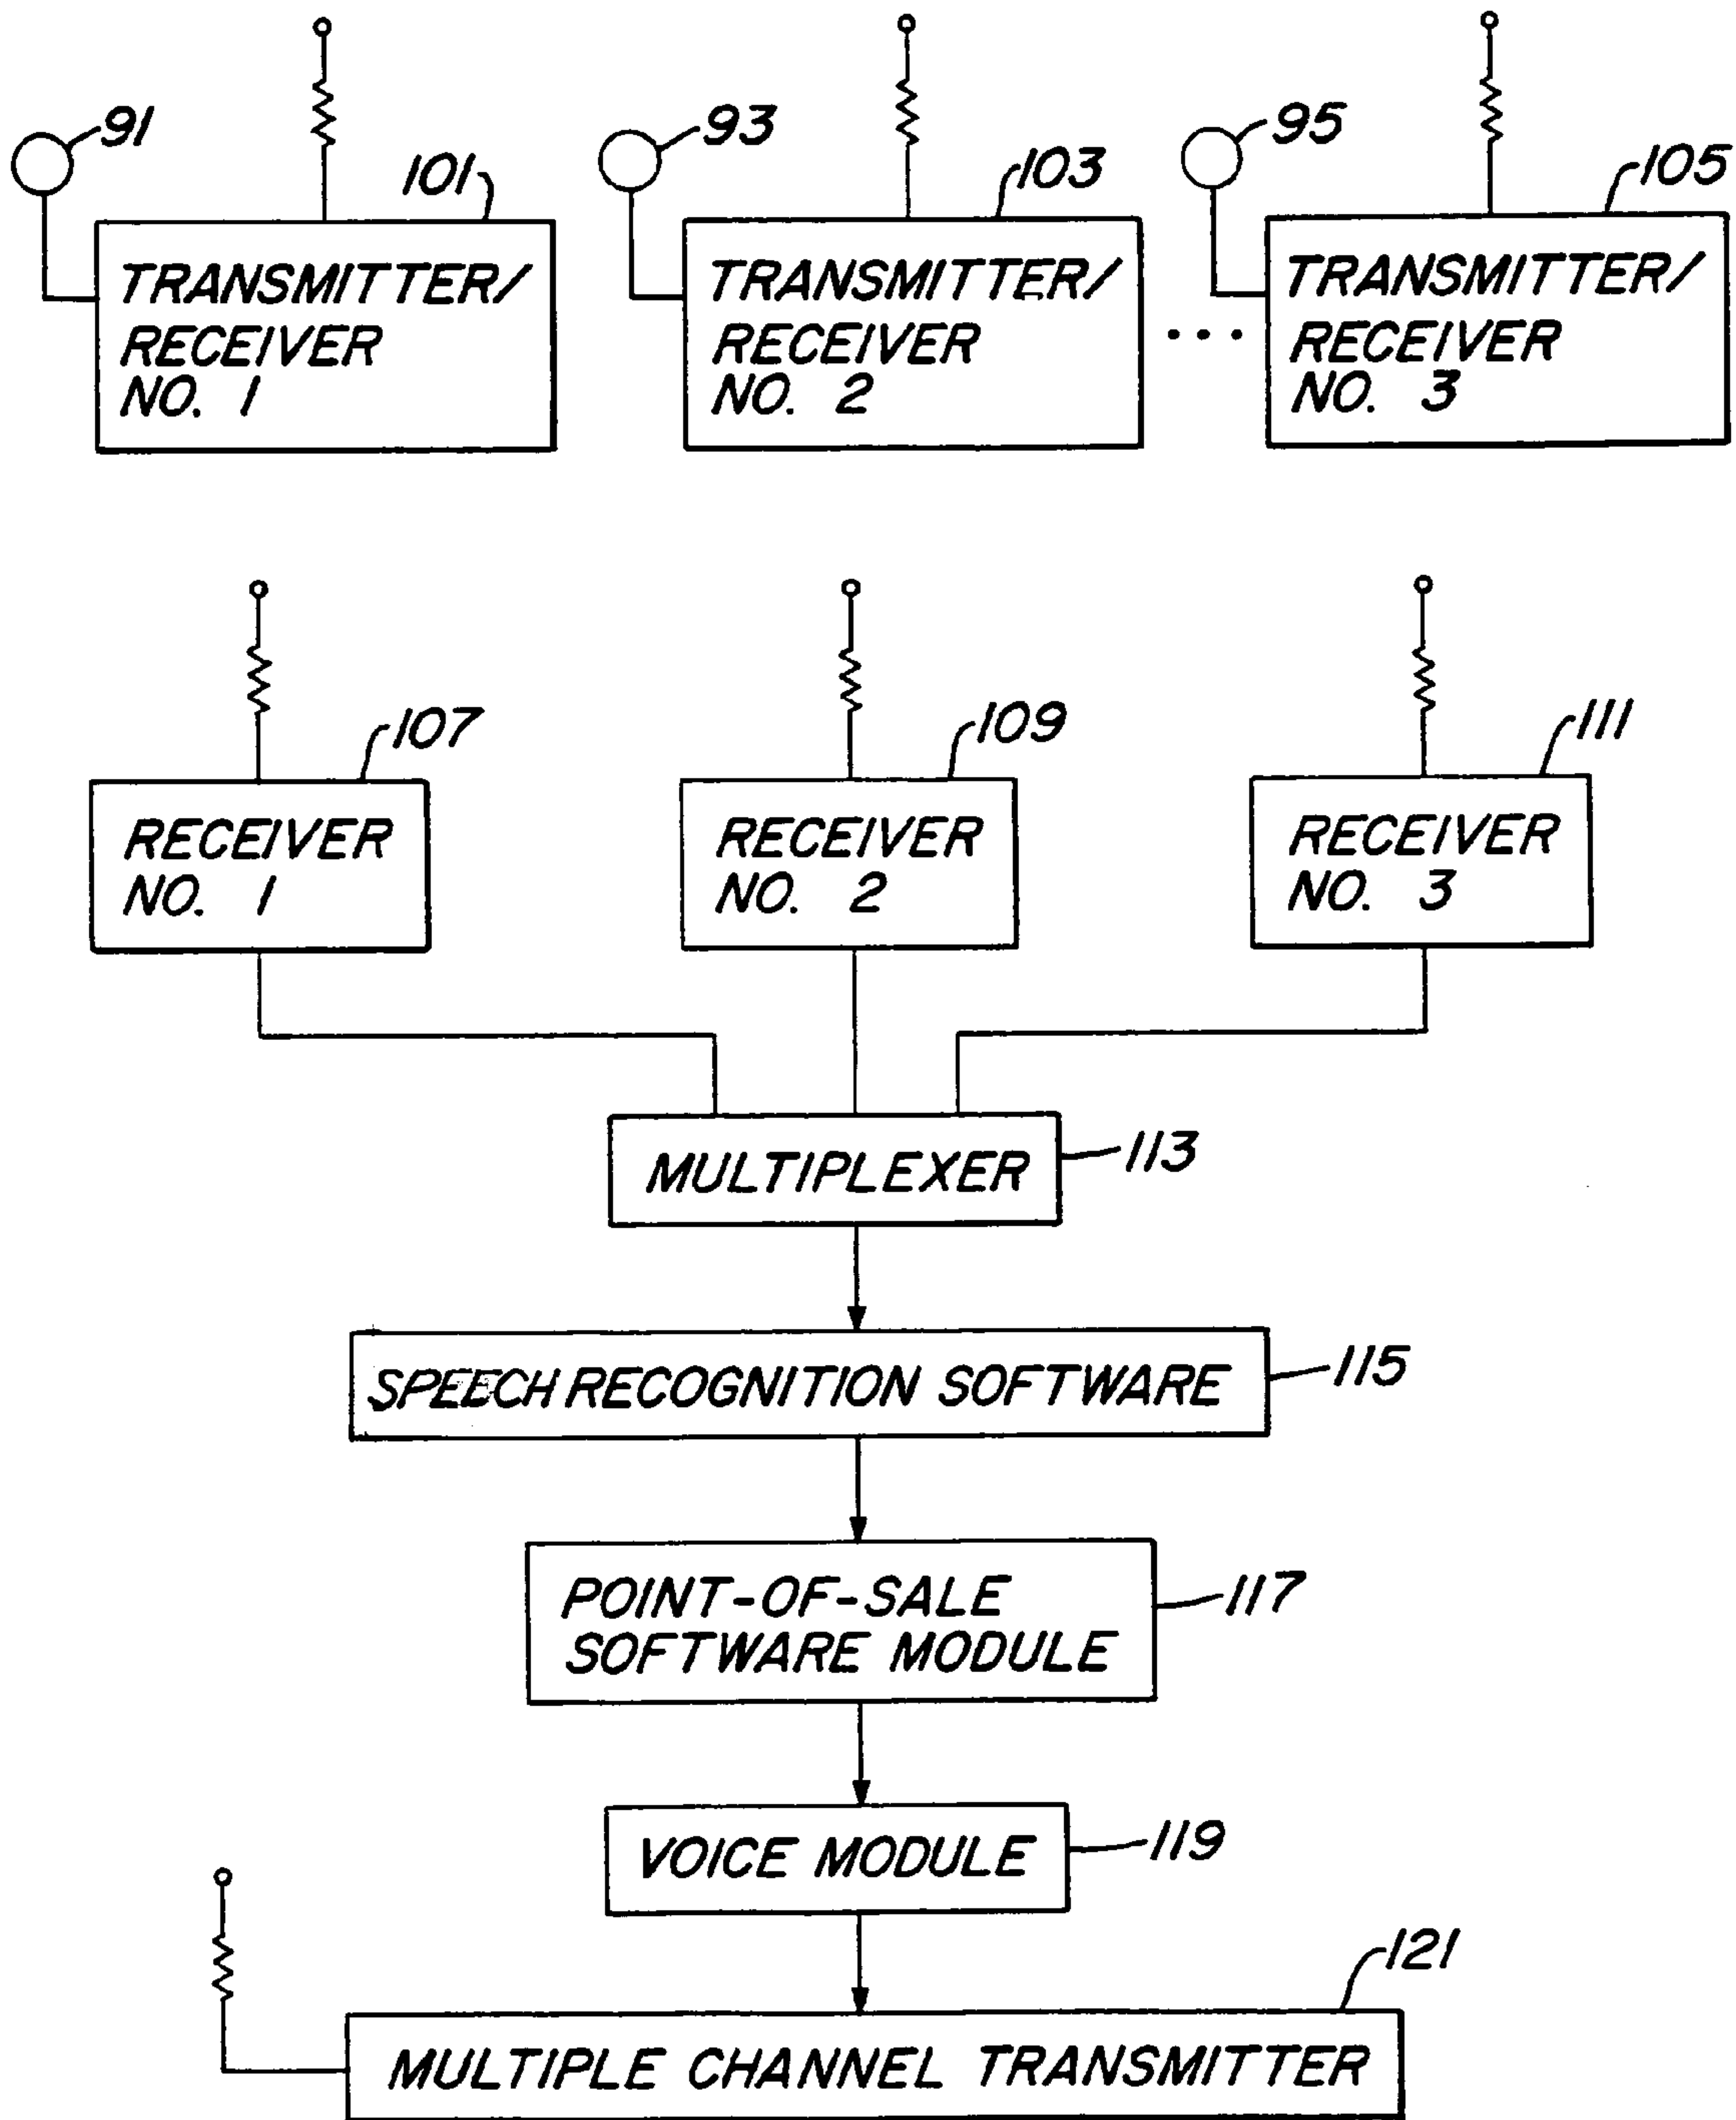 91
93
95
101
103
105
TRANSMITTER/
RECEIVER
NO. 1
TRANSMITTER/
RECEIVER
NO. 2
...
TRANSMITTER/
RECEIVER
NO. 3
107
109
111
RECEIVER
NO. 1
RECEIVER
NO. 2
RECEIVER
NO. 3
MULTIPLEXER
113
SPEECH RECOGNITION SOFTWARE
115
POINT-OF-SALE
SOFTWARE MODULE
117
VOICE MODULE
119
121
MULTIPLE CHANNEL TRANSMITTER